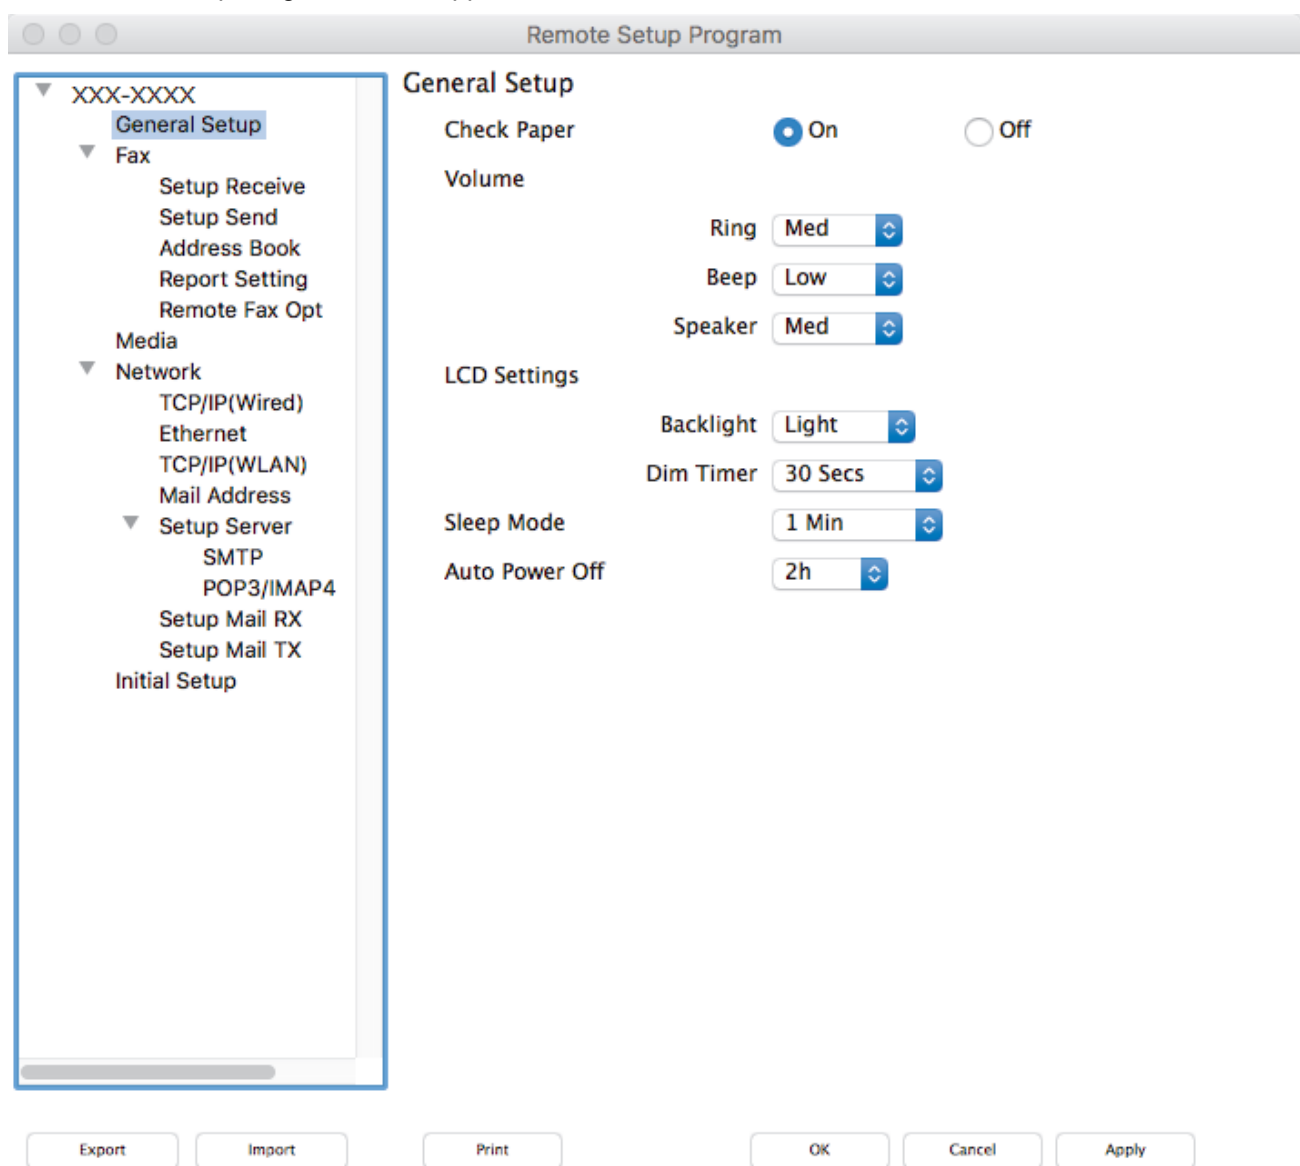 Remote Setup Program
XXX-XXXX
General Setup
Fax
Setup Receive
Setup Send
Address Book
Report Setting
Remote Fax Opt
Media
Network
TCP/IP(Wired)
Ethernet
TCP/IP(WLAN)
Mail Address
Setup Server
SMTP
POP3/IMAP4
Setup Mail RX
Setup Mail TX
Initial Setup
General Setup
Check Paper On Off
Volume
Ring Med
Beep Low
Speaker Med
LCD Settings
Backlight Light
Dim Timer 30 Secs
Sleep Mode 1 Min
Auto Power Off 2h
Export Import Print OK Cancel Apply